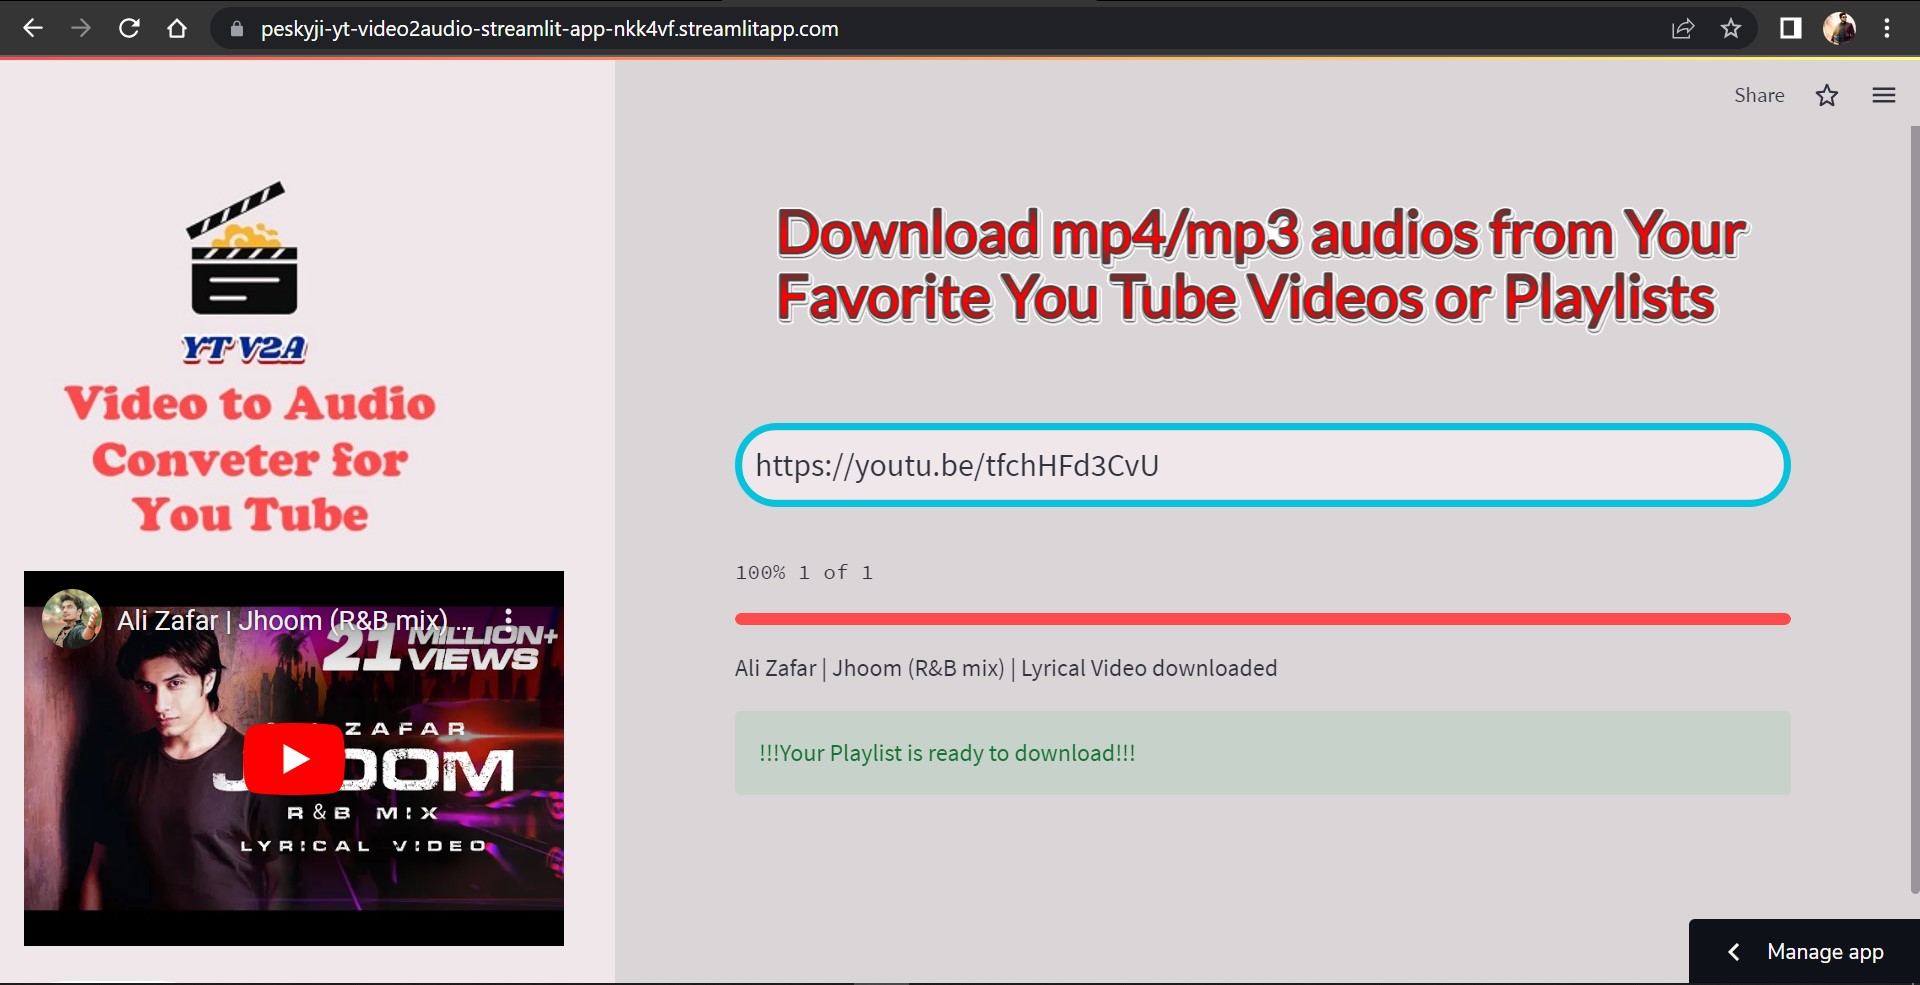 peskyji-yt-video2audio-streamlit-app-nkk4vf.streamlitapp.com
Share
YT V2A
Video to Audio
Conveter for
You Tube
Ali Zafar | Jhoom (R&B mix) ...
21 MILLION+
VIEWS
ZAFAR
OOM
R&B MIX
LYRICAL VIDEO
Download mp4/mp3 audios from Your
Favorite You Tube Videos or Playlists
https://youtu.be/tfchHFd3CvU
100% 1 of 1
Ali Zafar | Jhoom (R&B mix) | Lyrical Video downloaded
!!!Your Playlist is ready to download!!!
Manage app